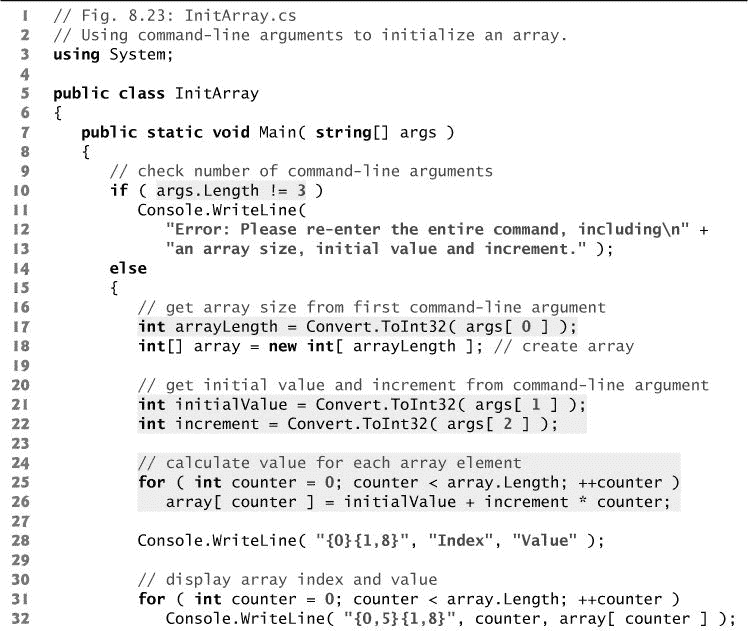 1 // Fig. 8.23: InitArray.cs
2 // Using command-line arguments to initialize an array.
3 using System;
4
5 public class InitArray
6 {
7 public static void Main( string[] args )
8 {
9 // check number of command-line arguments
10 if ( args.Length != 3 )
11 Console.WriteLine(
12 "Error: Please re-enter the entire command, including\n" +
13 "an array size, initial value and increment." );
14 else
15 {
16 // get array size from first command-line argument
17 int arrayLength = Convert.ToInt32( args[ 0 ] );
18 int[] array = new int[ arrayLength ]; // create array
19
20 // get initial value and increment from command-line argument
21 int initialValue = Convert.ToInt32( args[ 1 ] );
22 int increment = Convert.ToInt32( args[ 2 ] );
23
24 // calculate value for each array element
25 for ( int counter = 0; counter < array.Length; ++counter )
26 array[ counter ] = initialValue + increment * counter;
27
28 Console.WriteLine( "{0}{1,8}", "Index", "Value" );
29
30 // display array index and value
31 for ( int counter = 0; counter < array.Length; ++counter )
32 Console.WriteLine( "{0,5}{1,8}", counter, array[ counter ] );